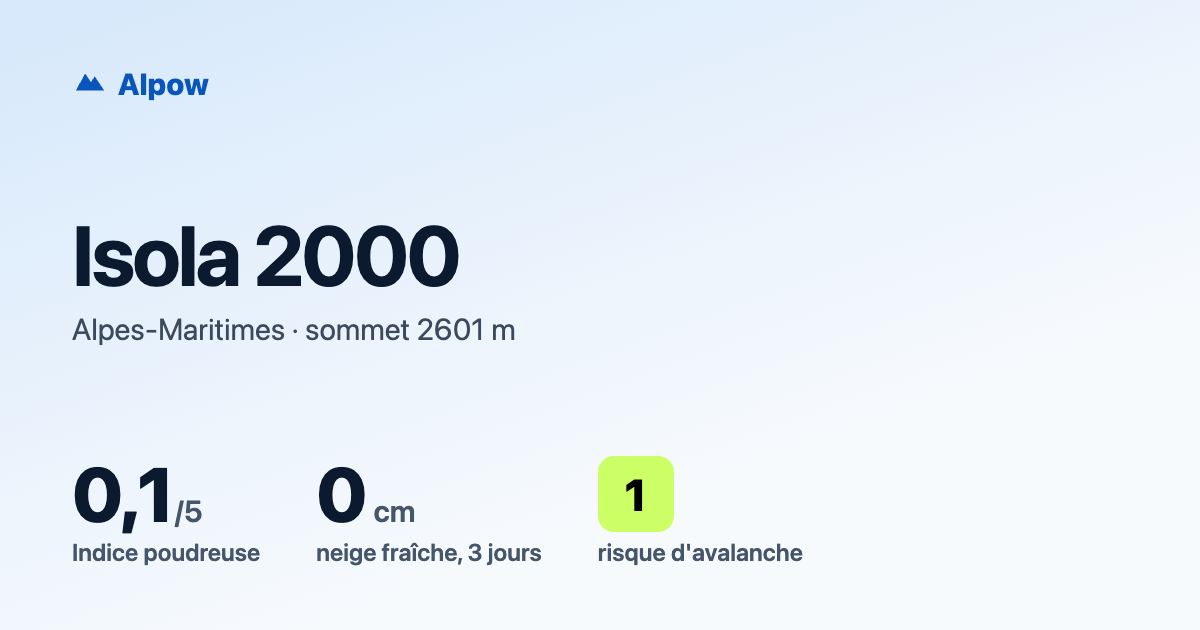 Alpow
Isola 2000
Alpes-Maritimes · sommet 2601 m
0,1/5
Indice poudreuse
0 cm
neige fraîche, 3 jours
1
risque d'avalanche